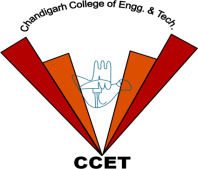 Chandigarh College of Engg. & Tech.
CCET